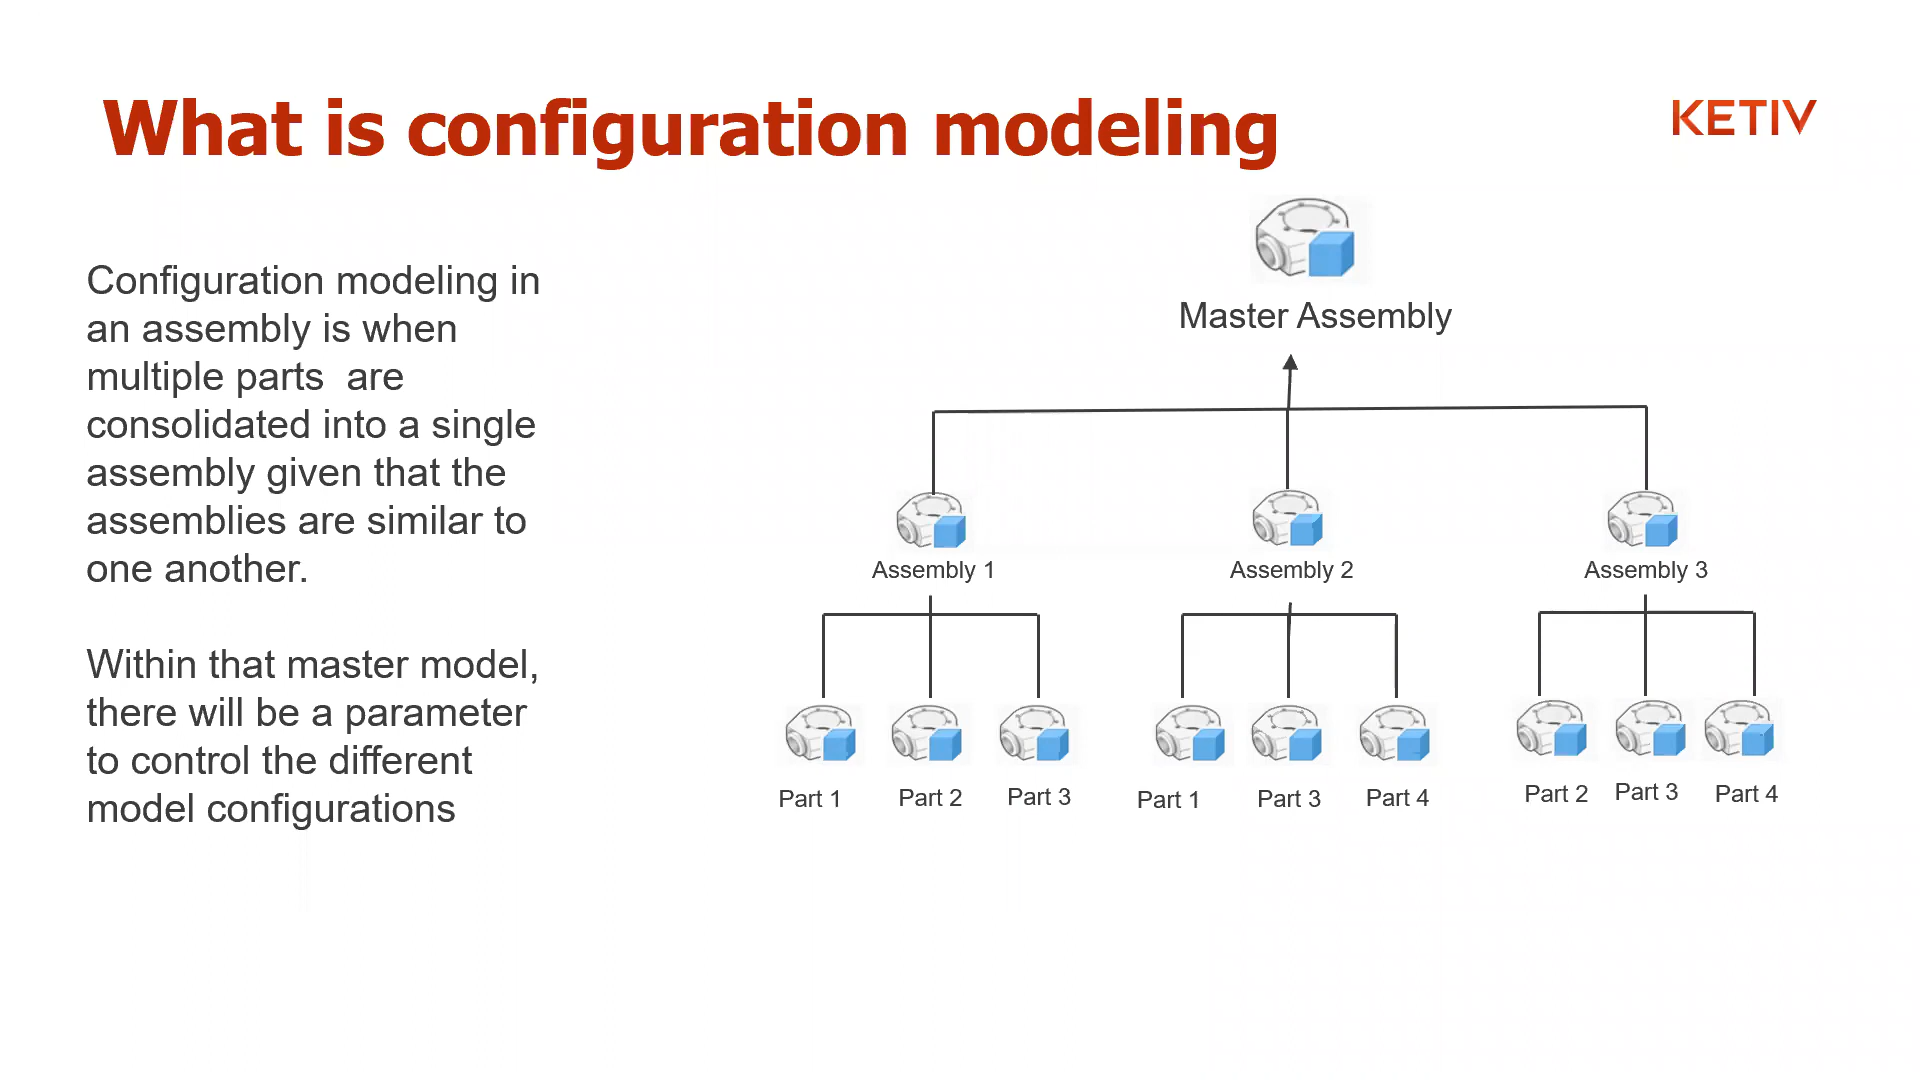 What is configuration modeling
KETIV
Configuration modeling in
an assembly is when
multiple parts  are
consolidated into a single
assembly given that the
assemblies are similar to
one another.
Within that master model,
there will be a parameter
to control the different
model configurations
Master Assembly
Assembly 1
Assembly 2
Assembly 3
Part 1
Part 2
Part 3
Part 1
Part 3
Part 4
Part 2
Part 3
Part 4